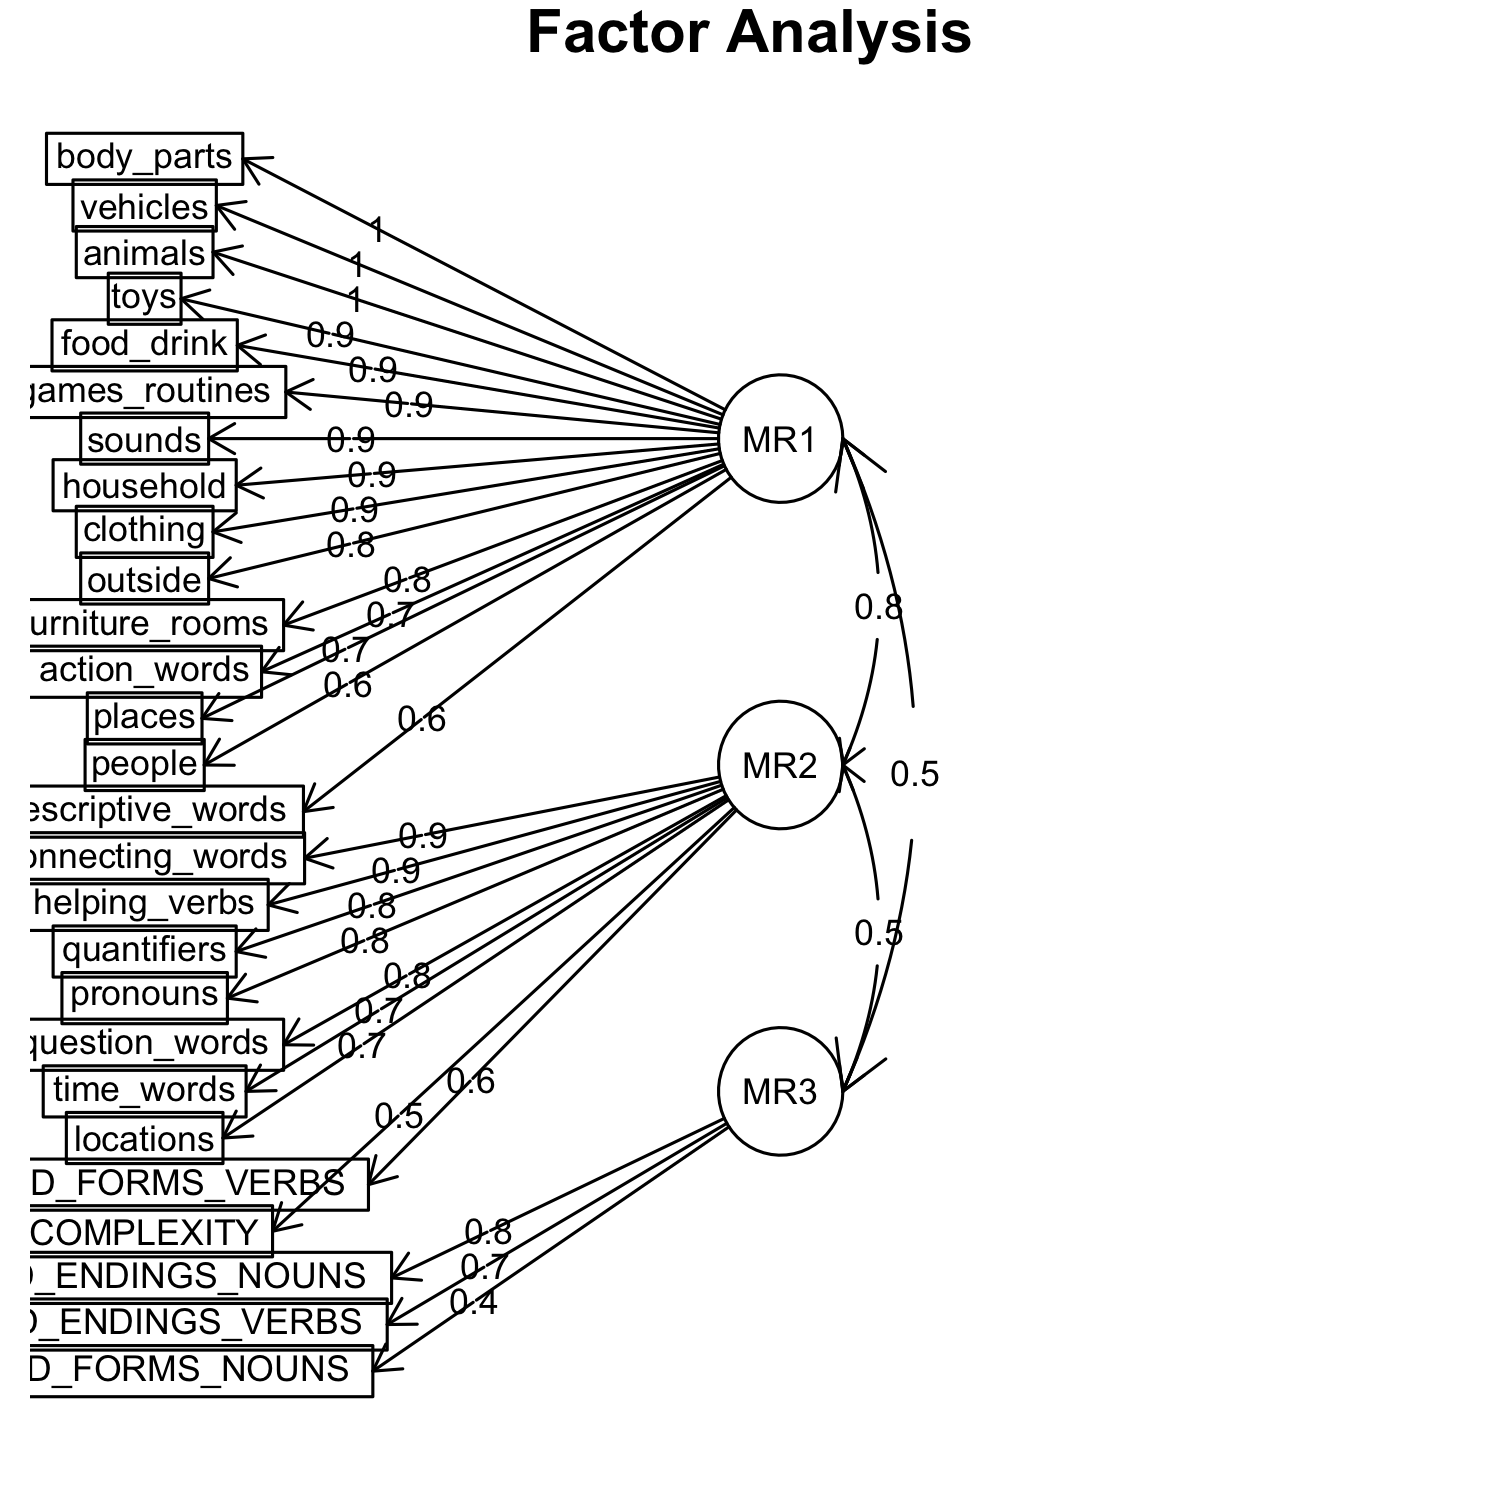 Factor Analysis
body_parts
vehicles
animals
toys
food_drink
games_routines
sounds
household
clothing
outside
urniture_rooms
action_words
places
people
escriptive_words
onnecting_words
helping_verbs
quantifiers
pronouns
question_words
time_words
locations
D_FORMS_VERBS
COMPLEXITY
D_ENDINGS_NOUNS
D_ENDINGS_VERBS
D_FORMS_NOUNS
1
1
1
0.9
0.9
0.9
0.9
0.9
0.9
0.8
0.8
0.7
0.7
0.6
0.6
0.9
0.9
0.8
0.8
0.8
0.7
0.7
0.6
0.5
0.8
0.7
0.4
MR1
MR2
MR3
0.8
0.5
0.5